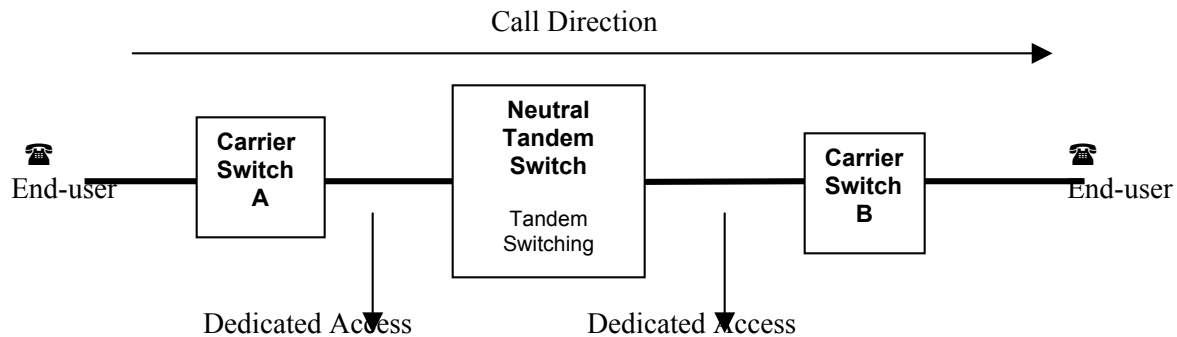 Call Direction
Neutral
Tandem
Switch
Tandem
Switching
Carrier
Switch
A
Carrier
Switch
B
End-user
End-user
Dedicated Access
Dedicated Access